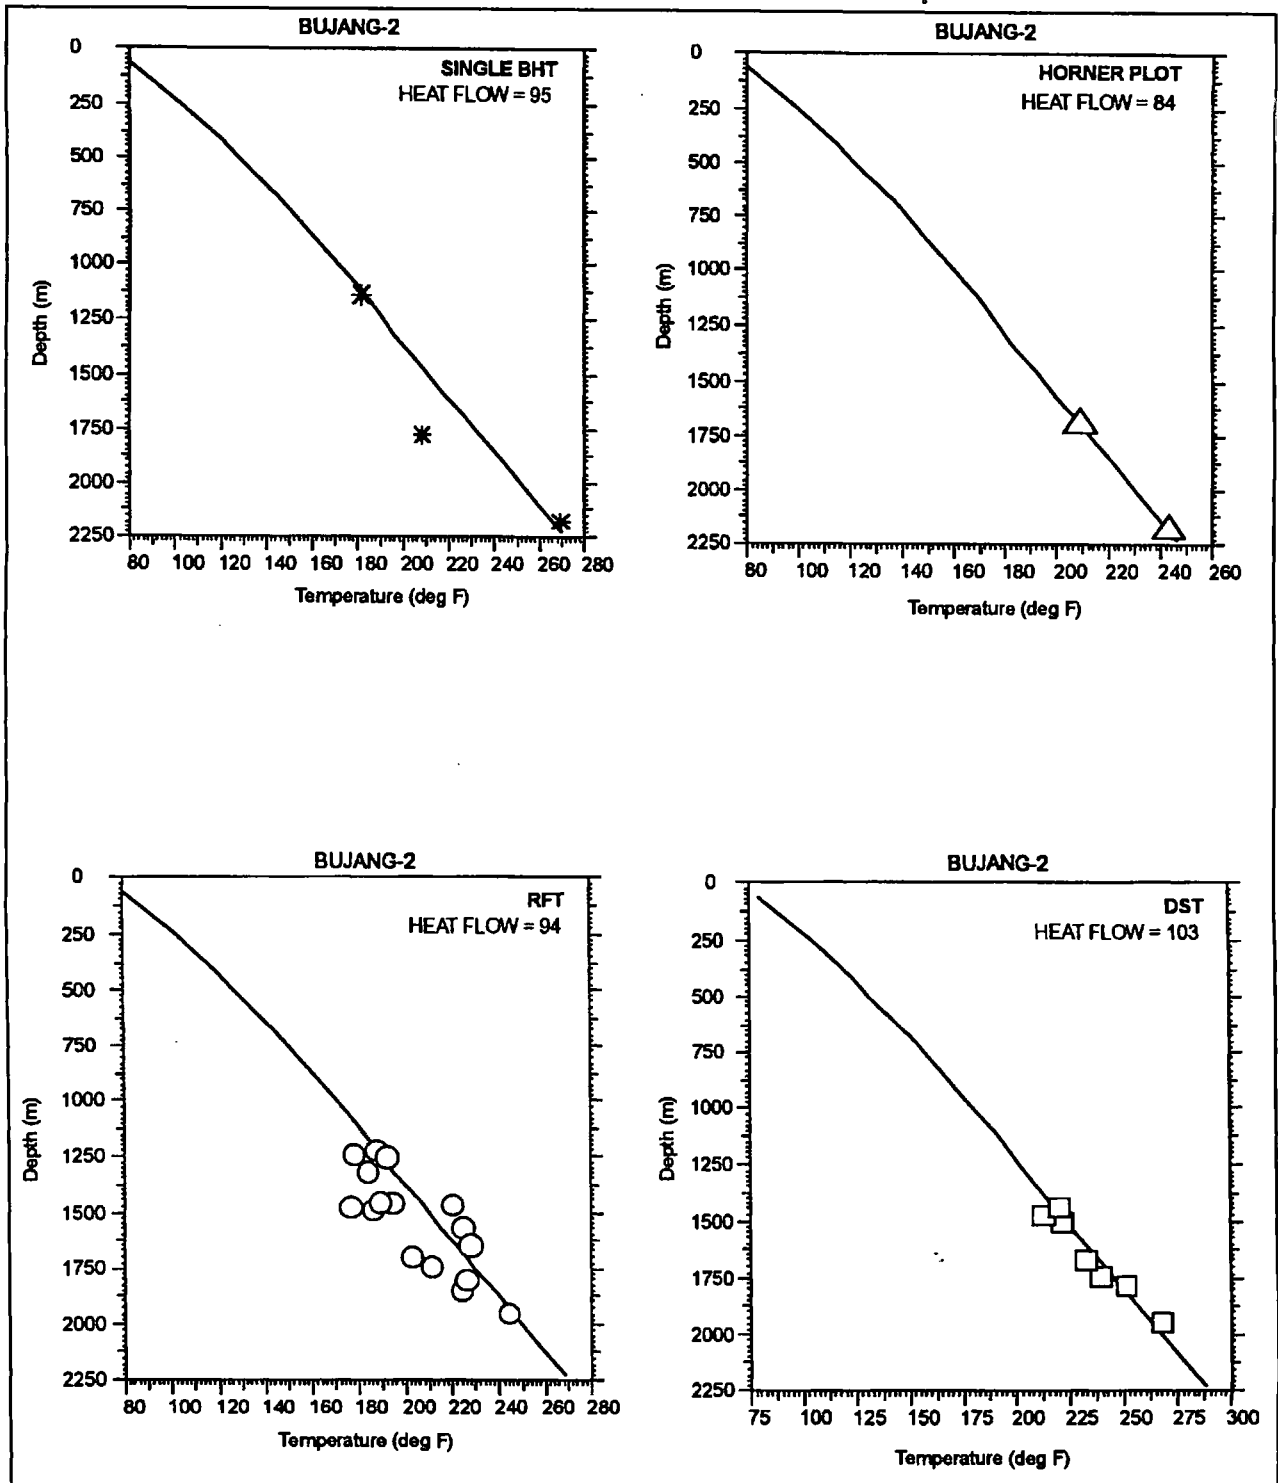 BUJANG-2
SINGLE BHT
HEAT FLOW = 95
0
250
500
750
1000
1250
1500
1750
2000
2250
Depth (m)
80 100 120 140 160 180 200 220 240 260 280
Temperature (deg F)
BUJANG-2
HORNER PLOT
HEAT FLOW = 84
0
250
500
750
1000
1250
1500
1750
2000
2250
Depth (m)
80 100 120 140 160 180 200 220 240 260
Temperature (deg F)
BUJANG-2
RFT
HEAT FLOW = 94
0
250
500
750
1000
1250
1500
1750
2000
2250
Depth (m)
80 100 120 140 160 180 200 220 240 260 280
Temperature (deg F)
BUJANG-2
DST
HEAT FLOW = 103
0
250
500
750
1000
1250
1500
1750
2000
2250
Depth (m)
75 100 125 150 175 200 225 250 275 300
Temperature (deg F)